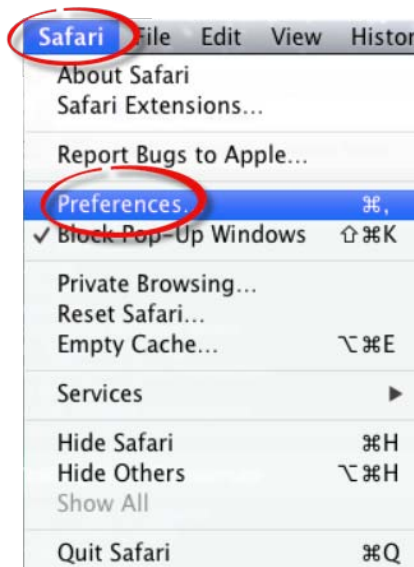 Safari File Edit View Histor
About Safari
Safari Extensions...
Report Bugs to Apple...
Preferences... ⌘,
✓ Block Pop-Up Windows ⇧⌘K
Private Browsing...
Reset Safari...
Empty Cache... ⌥⌘E
Services ▶
Hide Safari ⌘H
Hide Others ⌥⌘H
Show All
Quit Safari ⌘Q